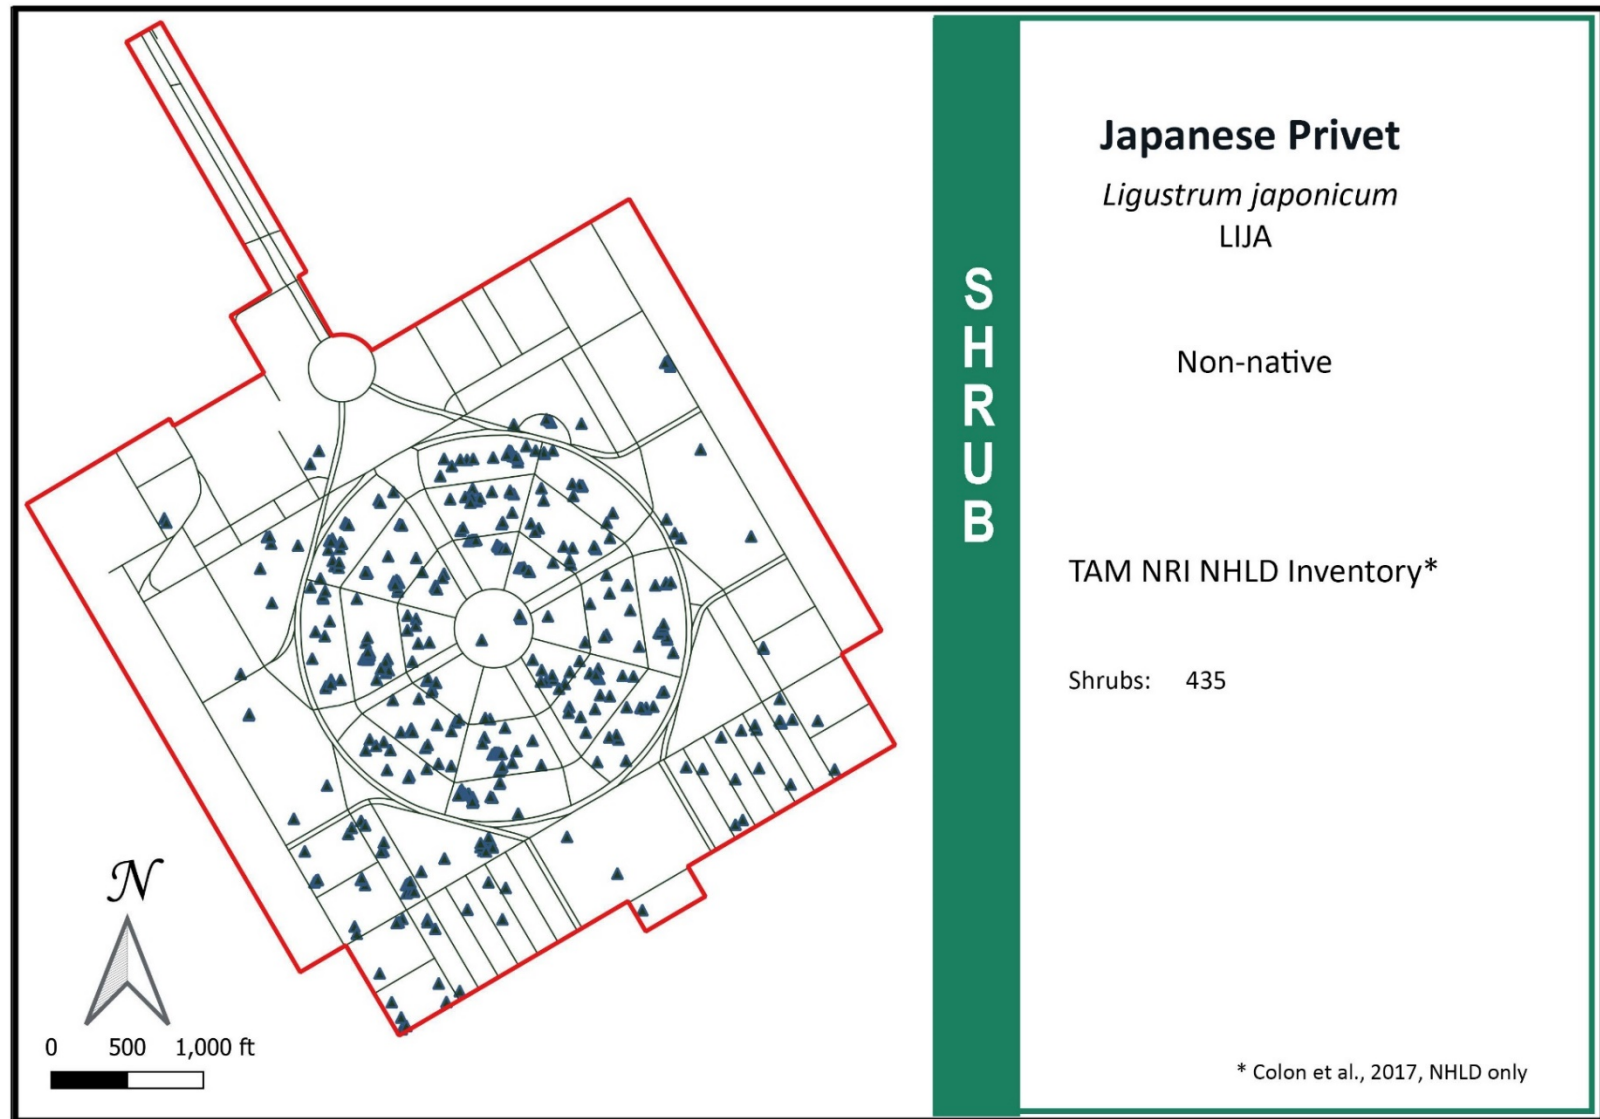 N
0 500 1,000 ft
SHRUB
Japanese Privet
Ligustrum japonicum
LIJA
Non-native
TAM NRI NHLD Inventory*
Shrubs: 435
* Colon et al., 2017, NHLD only